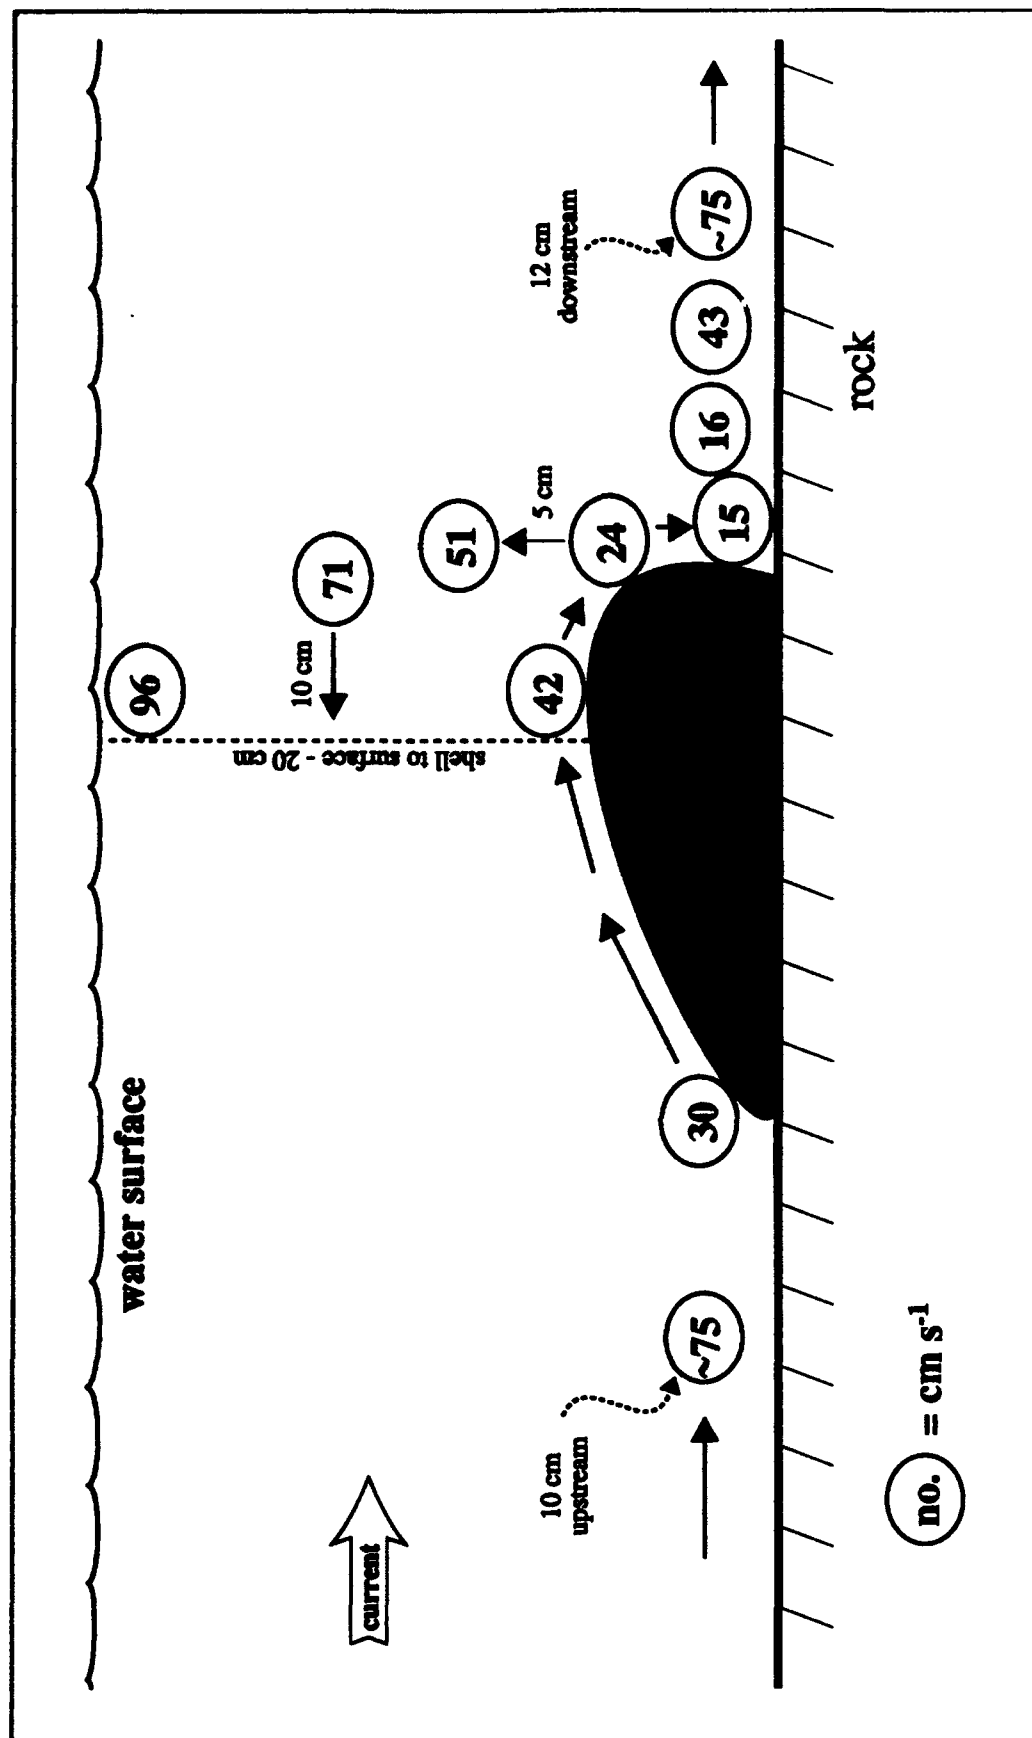 water surface
current
10 cm
upstream
~75
30
42
shell to surface - 20 cm
96
10 cm
71
51
5 cm
24
15
16
43
~75
12 cm
downstream
rock
no. = cm s⁻¹